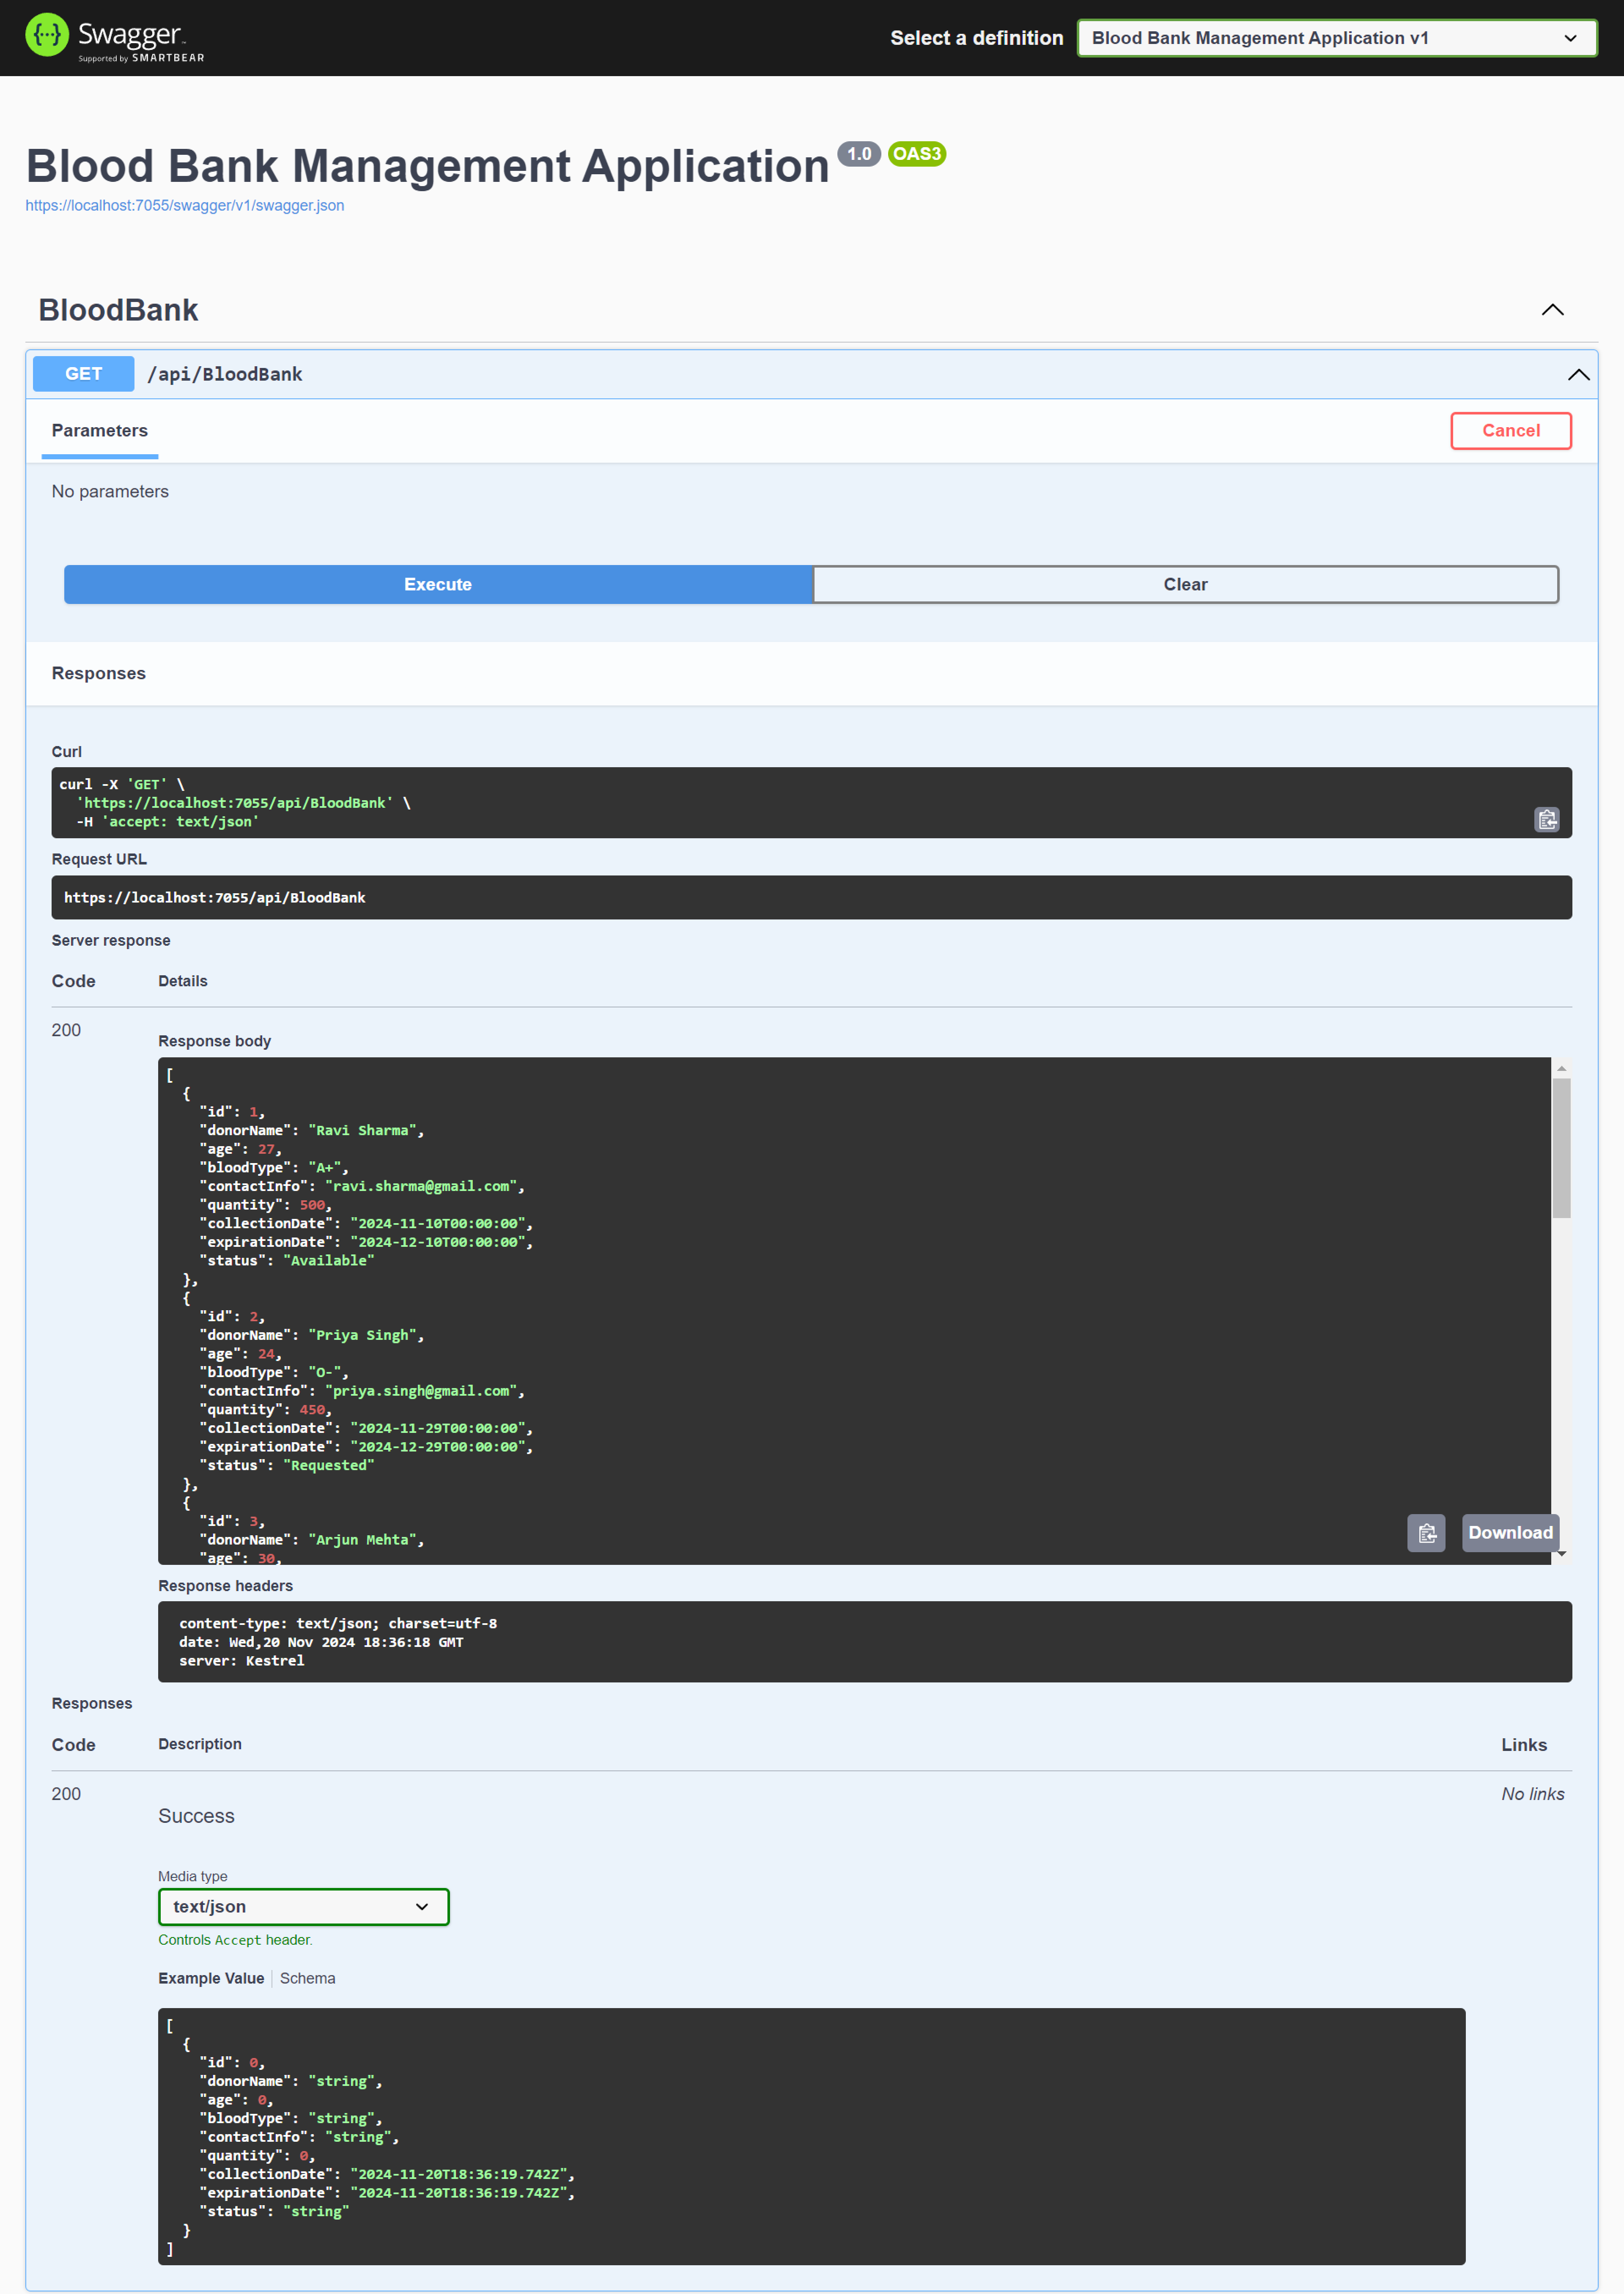 Swagger
Supported by SMARTBEAR
Select a definition
Blood Bank Management Application v1
Blood Bank Management Application 1.0 OAS3
https://localhost:7055/swagger/v1/swagger.json
BloodBank
GET /api/BloodBank
Parameters
Cancel
No parameters
Execute
Clear
Responses
Curl
curl -X 'GET' \
  'https://localhost:7055/api/BloodBank' \
  -H 'accept: text/json'
Request URL
https://localhost:7055/api/BloodBank
Server response
Code Details
200
Response body
[
  {
    "id": 1,
    "donorName": "Ravi Sharma",
    "age": 27,
    "bloodType": "A+",
    "contactInfo": "ravi.sharma@gmail.com",
    "quantity": 500,
    "collectionDate": "2024-11-10T00:00:00",
    "expirationDate": "2024-12-10T00:00:00",
    "status": "Available"
  },
  {
    "id": 2,
    "donorName": "Priya Singh",
    "age": 24,
    "bloodType": "O-",
    "contactInfo": "priya.singh@gmail.com",
    "quantity": 450,
    "collectionDate": "2024-11-29T00:00:00",
    "expirationDate": "2024-12-29T00:00:00",
    "status": "Requested"
  },
  {
    "id": 3,
    "donorName": "Arjun Mehta",
    "age": 30,
Download
Response headers
content-type: text/json; charset=utf-8
date: Wed,20 Nov 2024 18:36:18 GMT
server: Kestrel
Responses
Code Description Links
200
Success
No links
Media type
text/json
Controls Accept header.
Example Value Schema
[
  {
    "id": 0,
    "donorName": "string",
    "age": 0,
    "bloodType": "string",
    "contactInfo": "string",
    "quantity": 0,
    "collectionDate": "2024-11-20T18:36:19.742Z",
    "expirationDate": "2024-11-20T18:36:19.742Z",
    "status": "string"
  }
]